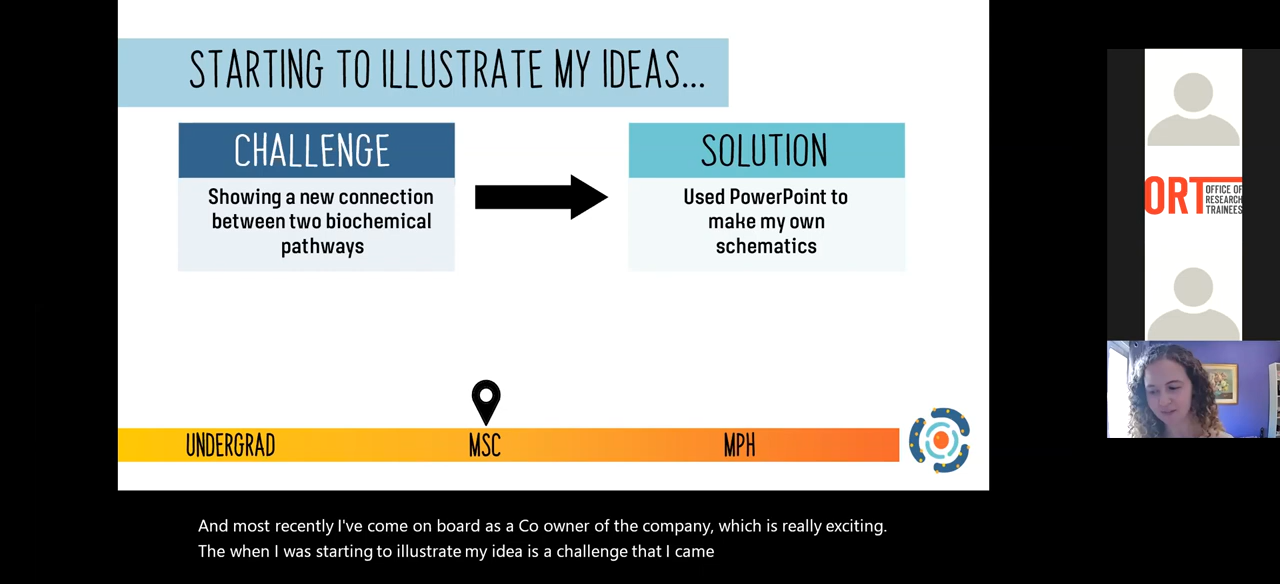 STARTING TO ILLUSTRATE MY IDEAS...
CHALLENGE
Showing a new connection
between two biochemical
pathways
SOLUTION
Used PowerPoint to
make my own
schematics
UNDERGRAD
MSC
MPH
And most recently I've come on board as a Co owner of the company, which is really exciting.
The when I was starting to illustrate my idea is a challenge that I came
ORT
OFFICE OF
RESEARCH
TRAINEES